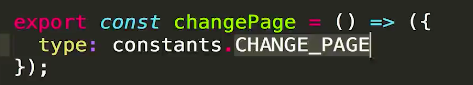 export const changePage = () => ({
type: constants.CHANGE_PAGE
});